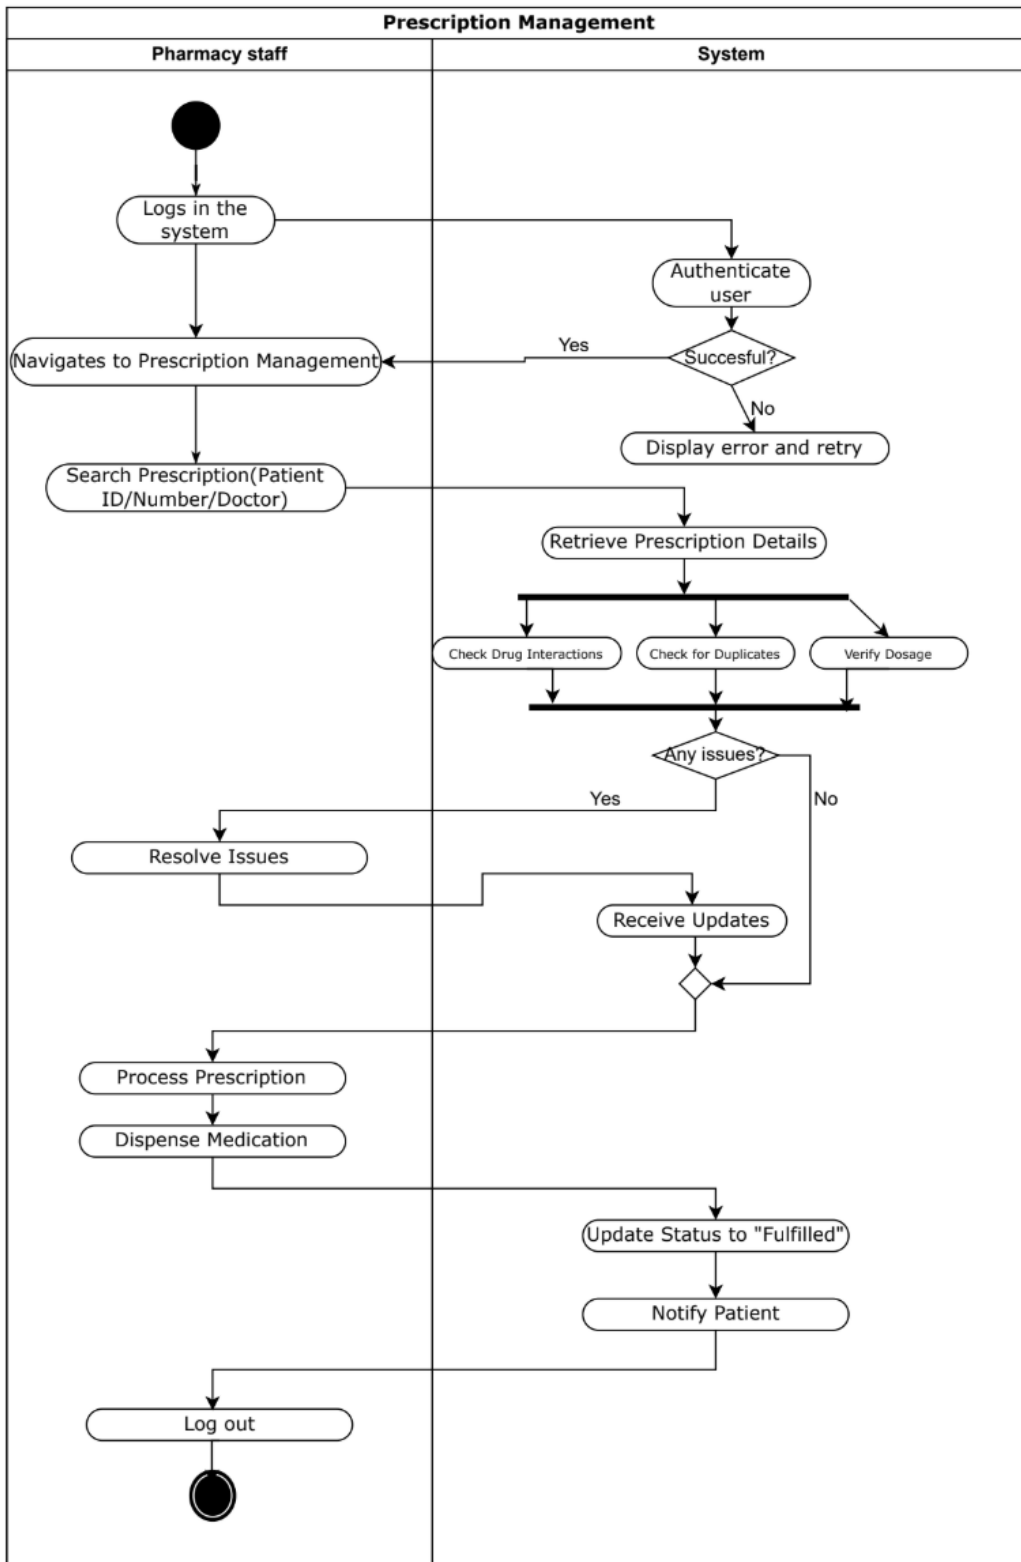 Prescription Management
Pharmacy staff
System
Logs in the
system
Authenticate
user
Yes
Succesful?
Navigates to Prescription Management
No
Display error and retry
Search Prescription(Patient
ID/Number/Doctor)
Retrieve Prescription Details
Check Drug Interactions
Check for Duplicates
Verify Dosage
Any issues?
Yes
No
Resolve Issues
Receive Updates
Process Prescription
Dispense Medication
Update Status to "Fulfilled"
Notify Patient
Log out